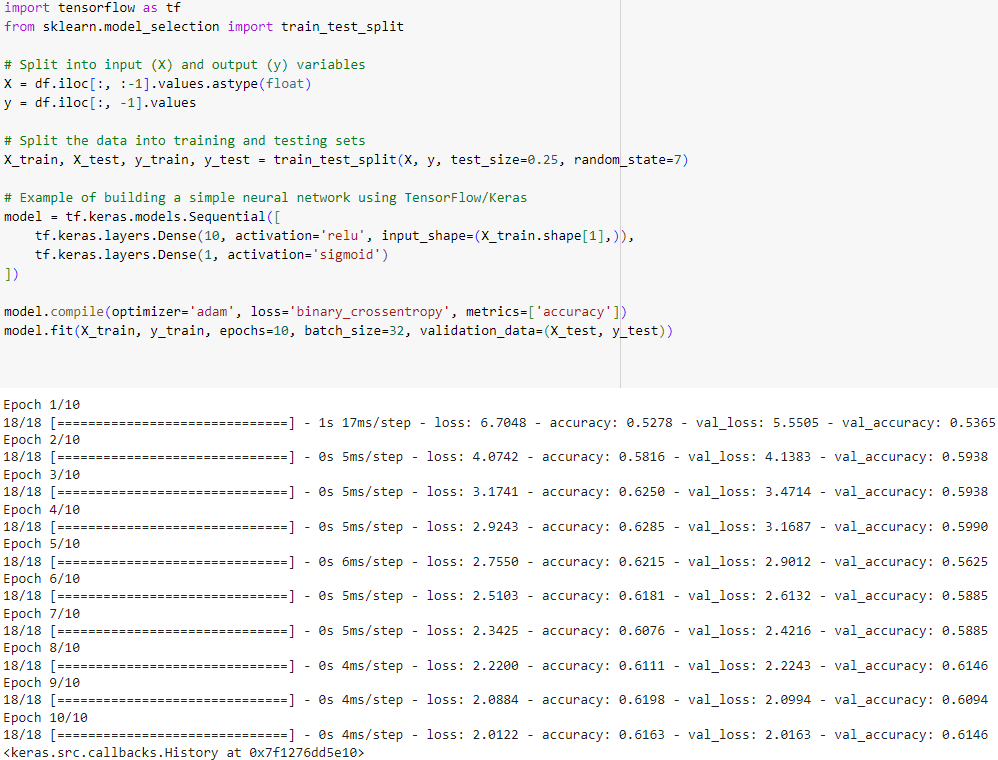 import tensorflow as tf
from sklearn.model_selection import train_test_split
# Split into input (X) and output (y) variables
X = df.iloc[:, :-1].values.astype(float)
y = df.iloc[:, -1].values
# Split the data into training and testing sets
X_train, X_test, y_train, y_test = train_test_split(X, y, test_size=0.25, random_state=7)
# Example of building a simple neural network using TensorFlow/Keras
model = tf.keras.models.Sequential([
    tf.keras.layers.Dense(10, activation='relu', input_shape=(X_train.shape[1],)),
    tf.keras.layers.Dense(1, activation='sigmoid')
])
model.compile(optimizer='adam', loss='binary_crossentropy', metrics=['accuracy'])
model.fit(X_train, y_train, epochs=10, batch_size=32, validation_data=(X_test, y_test))
Epoch 1/10
18/18 [==============================] - 1s 17ms/step - loss: 6.7048 - accuracy: 0.5278 - val_loss: 5.5505 - val_accuracy: 0.5365
Epoch 2/10
18/18 [==============================] - 0s 5ms/step - loss: 4.0742 - accuracy: 0.5816 - val_loss: 4.1383 - val_accuracy: 0.5938
Epoch 3/10
18/18 [==============================] - 0s 5ms/step - loss: 3.1741 - accuracy: 0.6250 - val_loss: 3.4714 - val_accuracy: 0.5938
Epoch 4/10
18/18 [==============================] - 0s 5ms/step - loss: 2.9243 - accuracy: 0.6285 - val_loss: 3.1687 - val_accuracy: 0.5990
Epoch 5/10
18/18 [==============================] - 0s 6ms/step - loss: 2.7550 - accuracy: 0.6215 - val_loss: 2.9012 - val_accuracy: 0.5625
Epoch 6/10
18/18 [==============================] - 0s 5ms/step - loss: 2.5103 - accuracy: 0.6181 - val_loss: 2.6132 - val_accuracy: 0.5885
Epoch 7/10
18/18 [==============================] - 0s 5ms/step - loss: 2.3425 - accuracy: 0.6076 - val_loss: 2.4216 - val_accuracy: 0.5885
Epoch 8/10
18/18 [==============================] - 0s 4ms/step - loss: 2.2200 - accuracy: 0.6111 - val_loss: 2.2243 - val_accuracy: 0.6146
Epoch 9/10
18/18 [==============================] - 0s 4ms/step - loss: 2.0884 - accuracy: 0.6198 - val_loss: 2.0994 - val_accuracy: 0.6094
Epoch 10/10
18/18 [==============================] - 0s 4ms/step - loss: 2.0122 - accuracy: 0.6163 - val_loss: 2.0163 - val_accuracy: 0.6146
<keras.src.callbacks.History at 0x7f1276dd5e10>